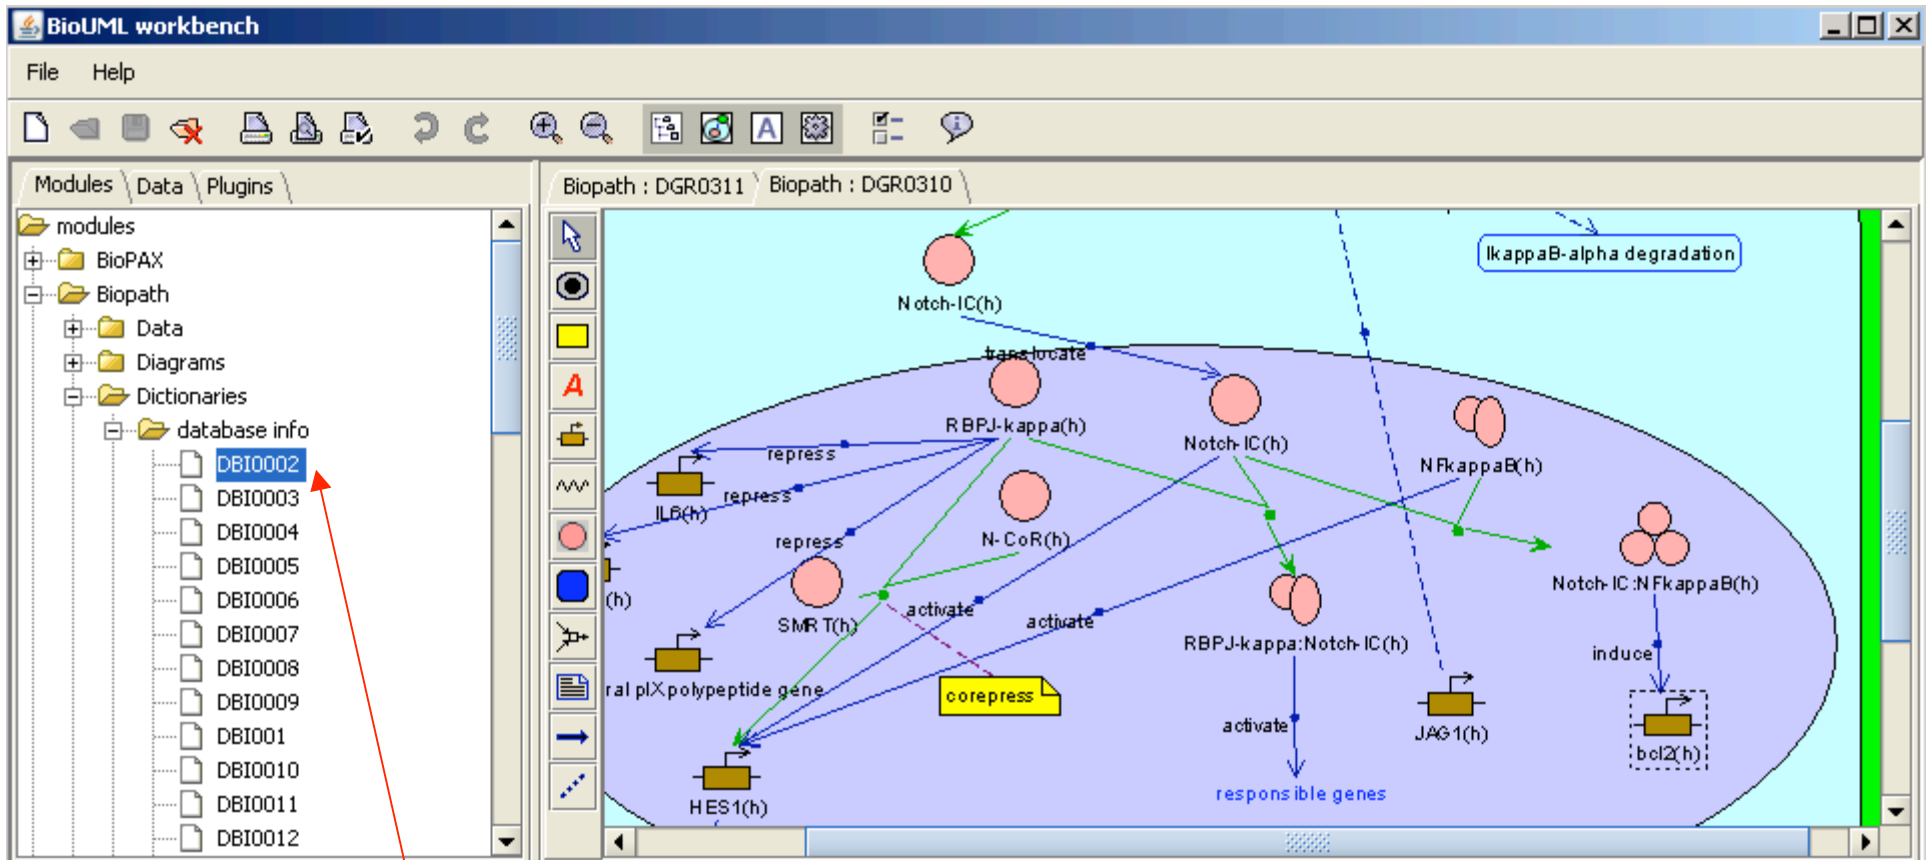 BioUML workbench
File Help
Modules Data Plugins
Biopath : DGR0311 Biopath : DGR0310
modules
BioPAX
Biopath
Data
Diagrams
Dictionaries
database info
DBI0002
DBI0003
DBI0004
DBI0005
DBI0006
DBI0007
DBI0008
DBI0009
DBI001
DBI0010
DBI0011
DBI0012
A
A
IkappaB-alpha degradation
Notch-IC(h)
translocate
RBPJ-kappa(h)
Notch-IC(h)
NFkappaB(h)
repress
IL6(h)
repress
N-CoR(h)
repress
(h)
SMRT(h)
activate
activate
RBPJ-kappa:Notch-IC(h)
Notch-IC:NFkappaB(h)
induce
ral pIX polypeptide gene
corepress
activate
JAG1(h)
bcl2(h)
HES1(h)
responsible genes